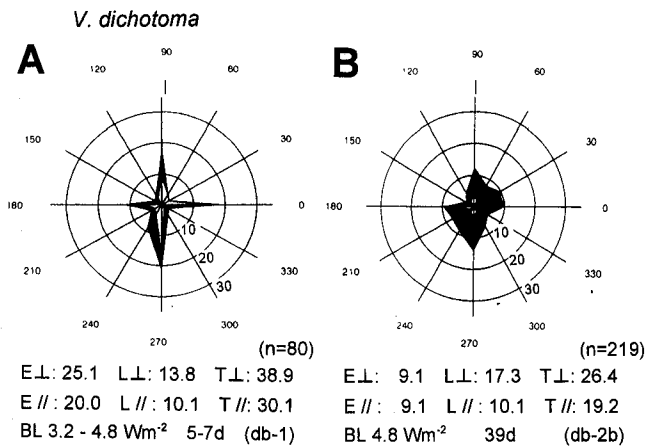 V. dichotoma
A
90
120
60
150
30
180
0
10
20
30
210
330
240
300
270
(n=80)
E⊥: 25.1 L⊥: 13.8 T⊥: 38.9
E //: 20.0 L //: 10.1 T //: 30.1
BL 3.2 - 4.8 Wm⁻² 5-7d (db-1)
B
90
120
60
150
30
180
0
10
20
30
210
330
240
300
270
(n=219)
E⊥: 9.1 L⊥: 17.3 T⊥: 26.4
E //: 9.1 L //: 10.1 T //: 19.2
BL 4.8 Wm⁻² 39d (db-2b)